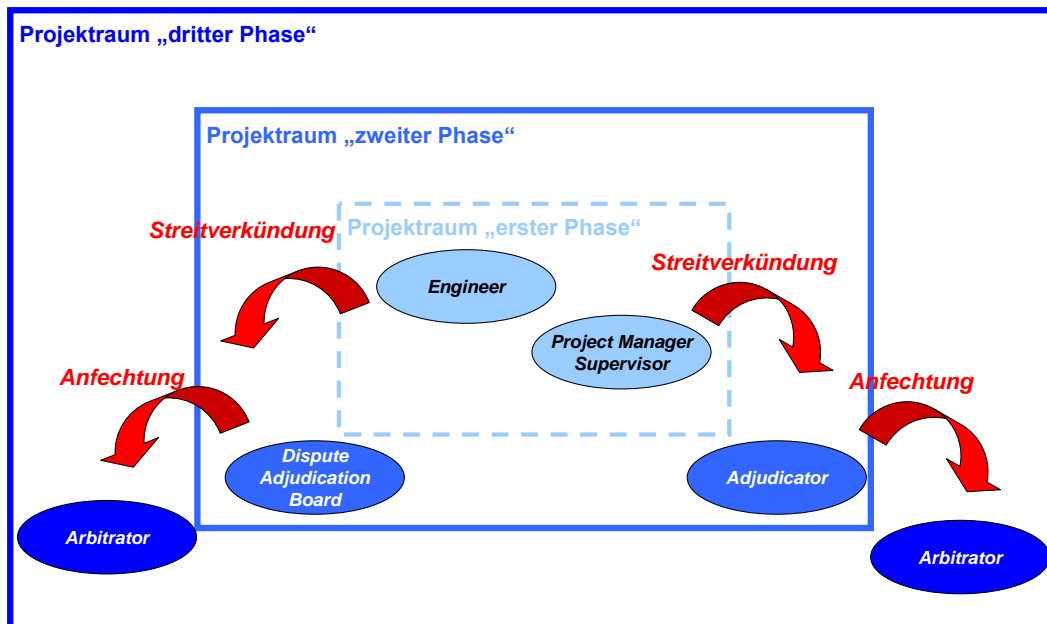 Projektraum „dritter Phase“
Projektraum „zweiter Phase“
Streitverkündung
Projektraum „erster Phase“
Streitverkündung
Engineer
Project Manager
Supervisor
Anfechtung
Anfechtung
Dispute
Adjudication
Board
Adjudicator
Arbitrator
Arbitrator